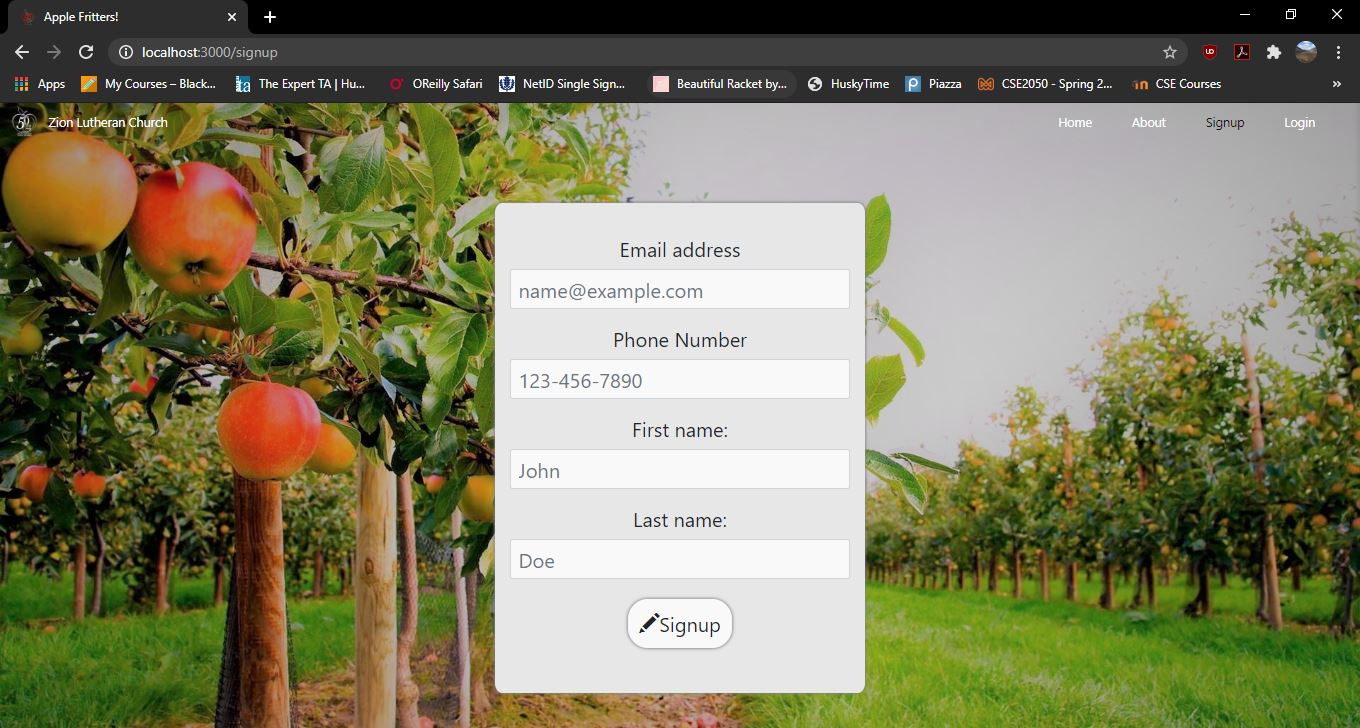 Apple Fritters!
localhost:3000/signup
Apps My Courses – Black... The Expert TA | Hu... OReilly Safari NetID Single Sign... Beautiful Racket by... HuskyTime Piazza CSE2050 - Spring 2... CSE Courses »
50 Zion Lutheran Church Home About Signup Login
Email address
name@example.com
Phone Number
123-456-7890
First name:
John
Last name:
Doe
Signup